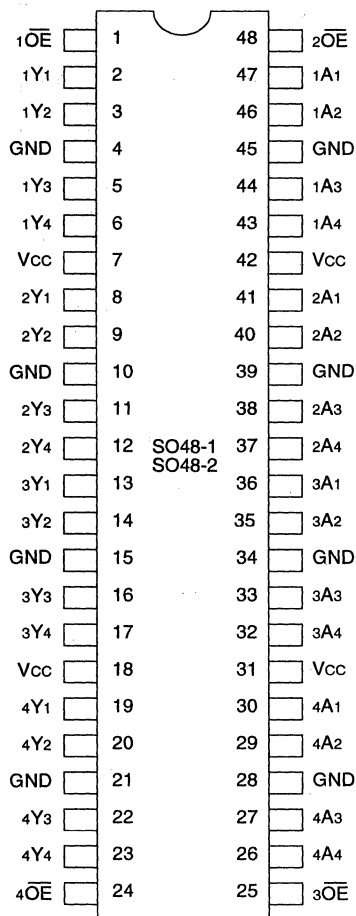 1O̅E̅ 1 48 2O̅E̅
1Y1 2 47 1A1
1Y2 3 46 1A2
GND 4 45 GND
1Y3 5 44 1A3
1Y4 6 43 1A4
Vcc 7 42 Vcc
2Y1 8 41 2A1
2Y2 9 40 2A2
GND 10 39 GND
2Y3 11 38 2A3
2Y4 12 SO48-1 37 2A4
SO48-2
3Y1 13 36 3A1
3Y2 14 35 3A2
GND 15 34 GND
3Y3 16 33 3A3
3Y4 17 32 3A4
Vcc 18 31 Vcc
4Y1 19 30 4A1
4Y2 20 29 4A2
GND 21 28 GND
4Y3 22 27 4A3
4Y4 23 26 4A4
4O̅E̅ 24 25 3O̅E̅